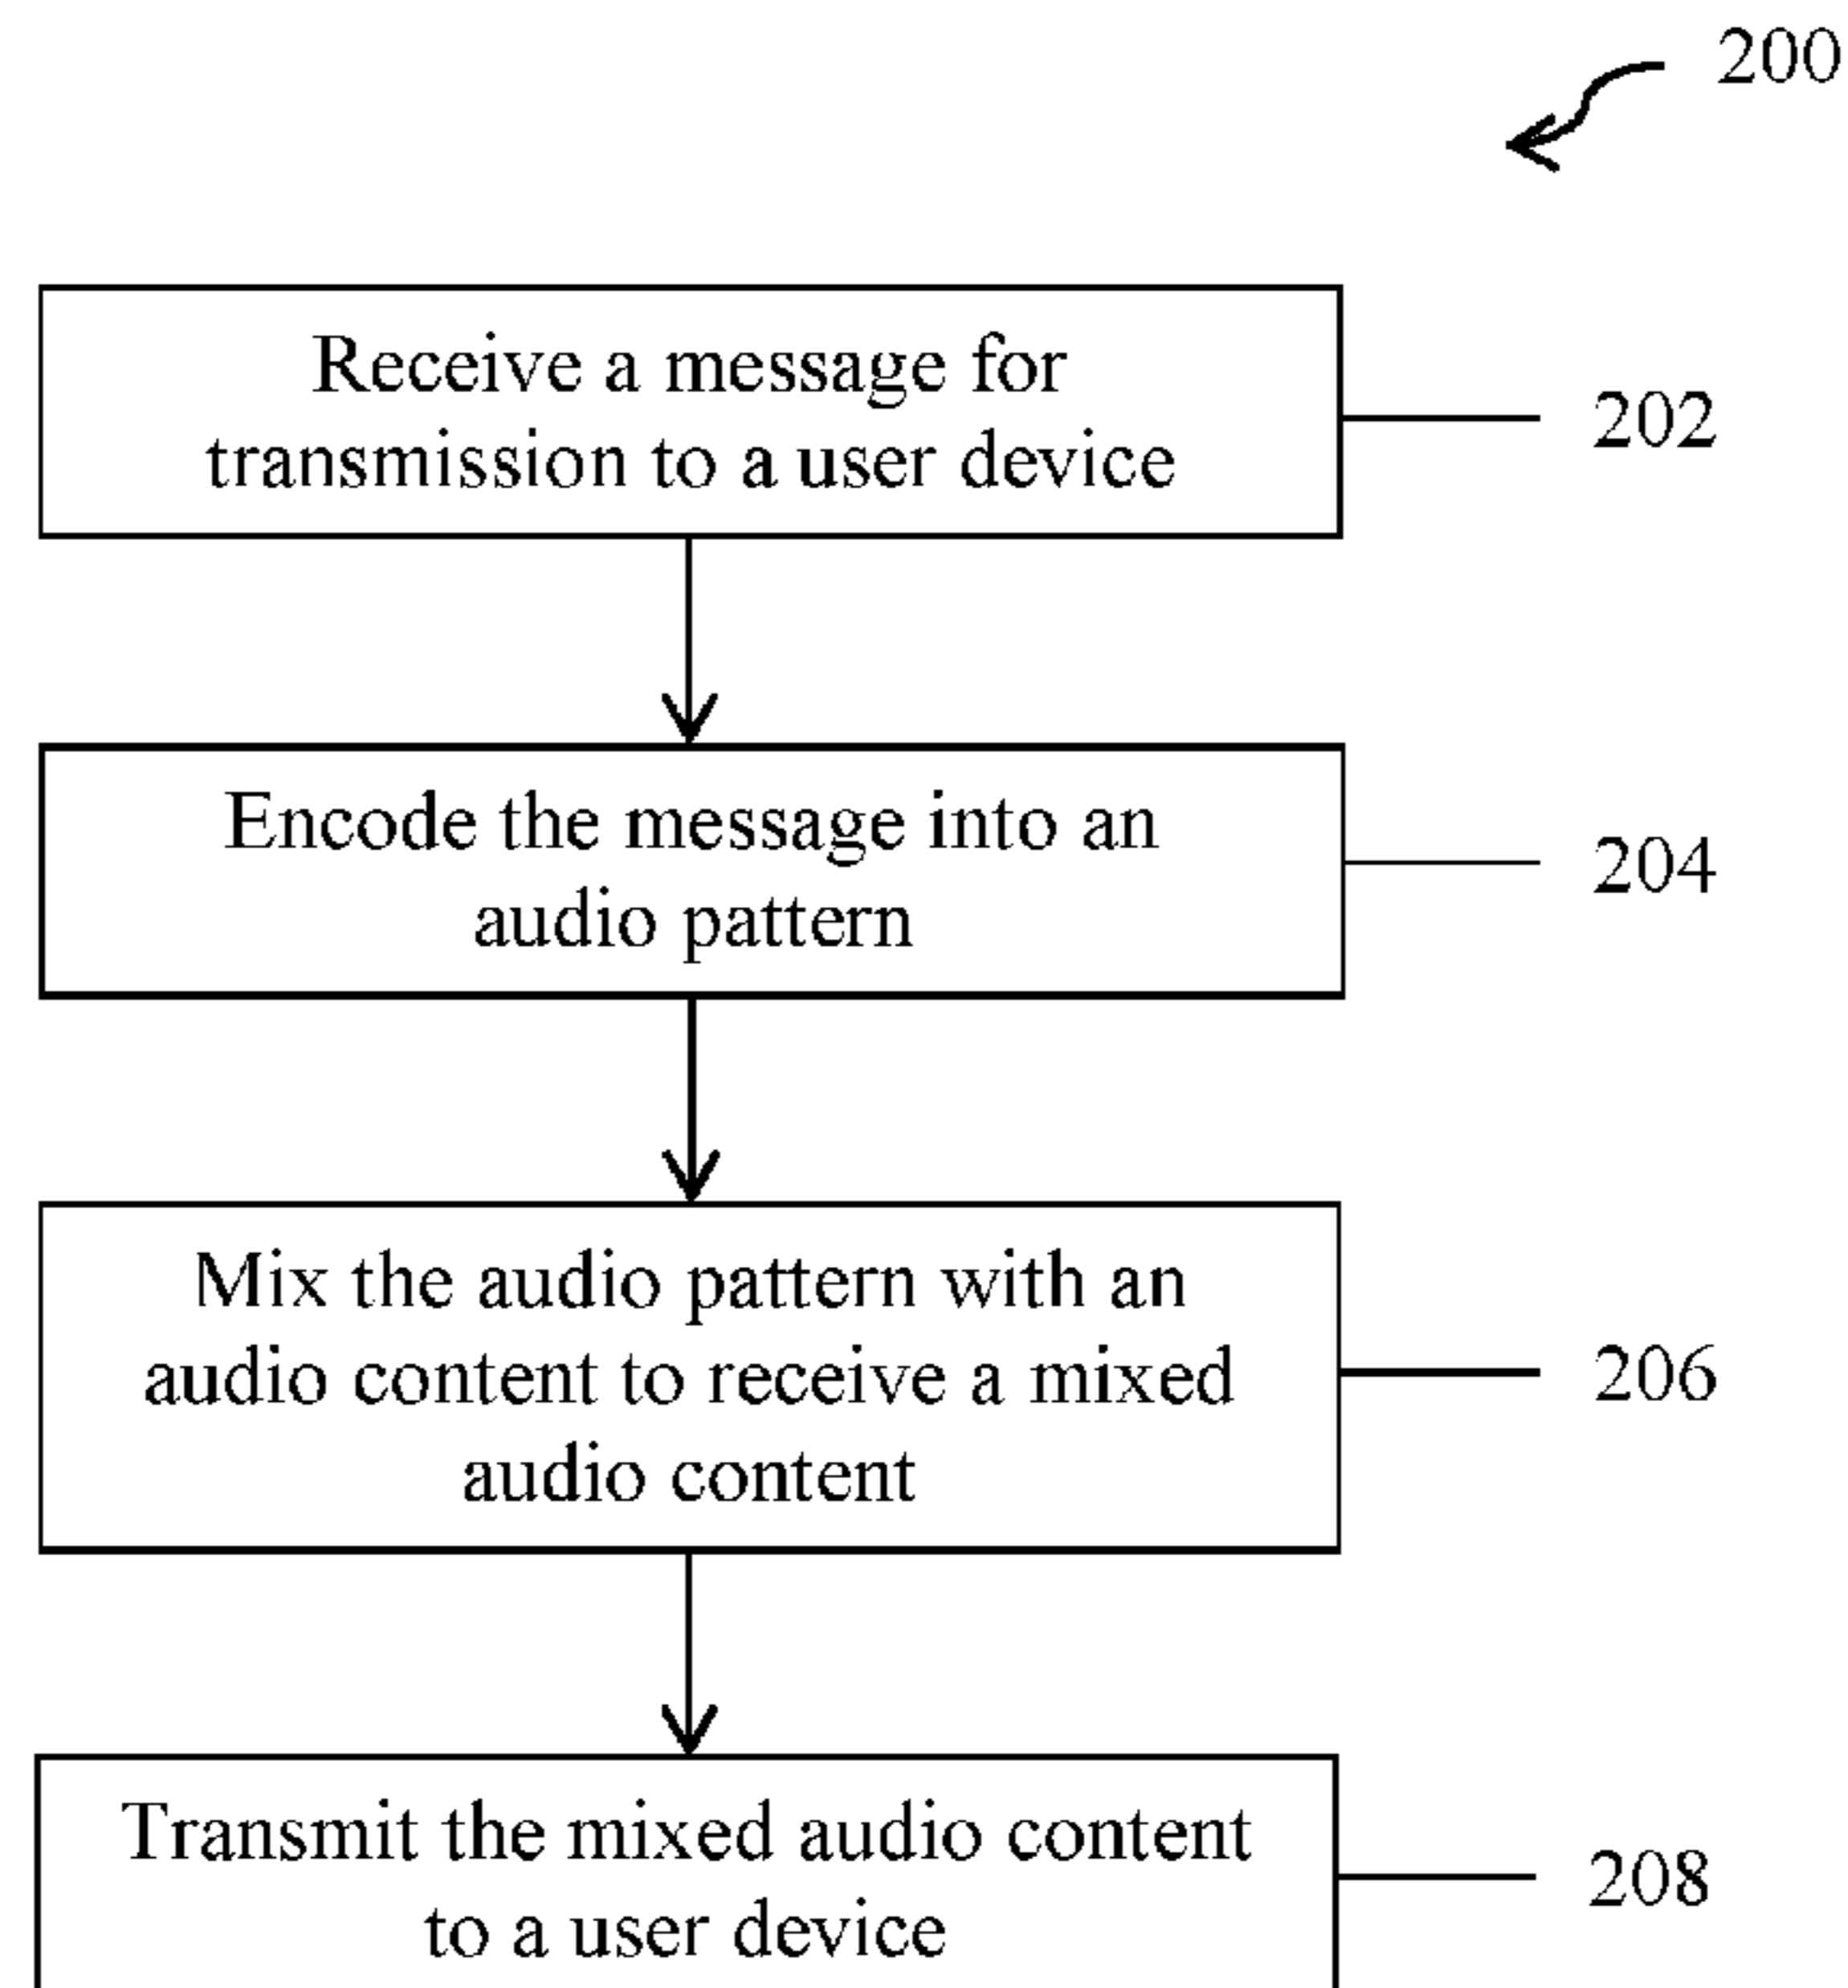 200
Receive a message for
transmission to a user device
202
Encode the message into an
audio pattern
204
Mix the audio pattern with an
audio content to receive a mixed
audio content
206
Transmit the mixed audio content
to a user device
208